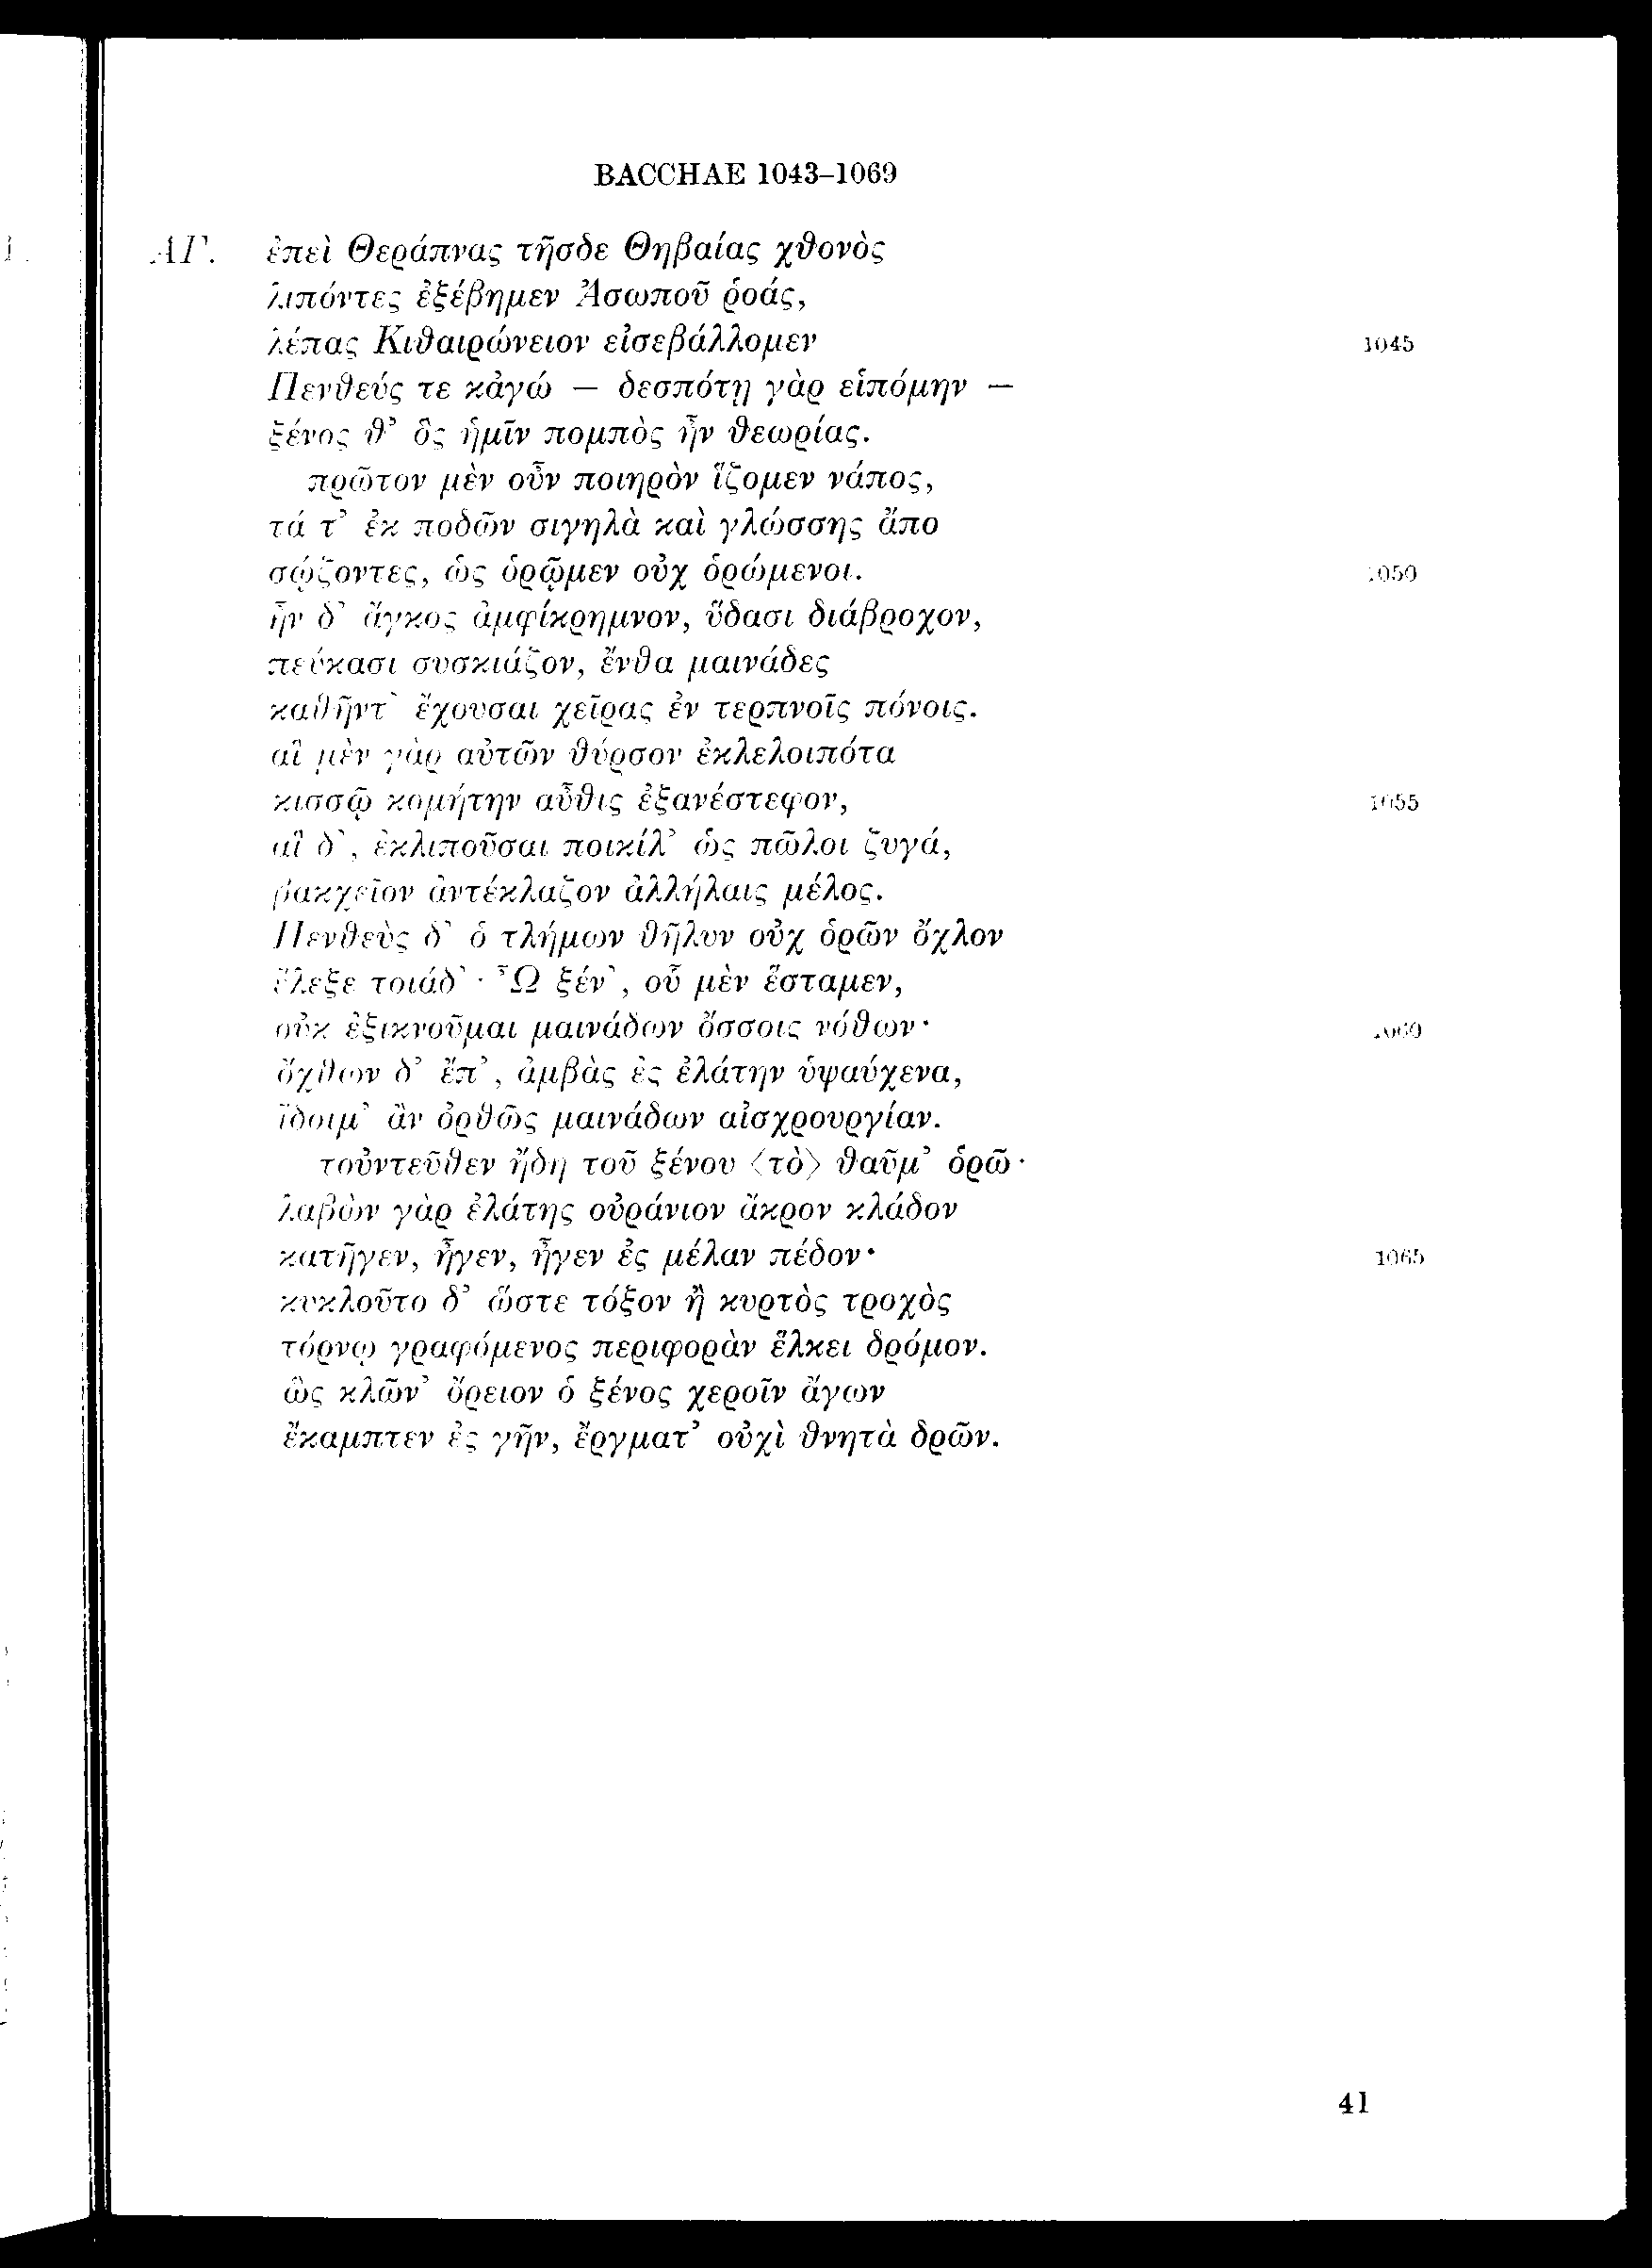 BACCHAE 1043–1069
ΑΓ. ἐπεὶ Θεράπνας τῆσδε Θηβαίας χθονὸς
λιπόντες ἐξέβημεν Ἀσωποῦ ῥοάς,
λέπας Κιθαιρώνειον εἰσεβάλλομεν 1045
Πενθεύς τε κἀγώ — δεσπότῃ γὰρ εἱπόμην —
ξένος θ’ ὃς ἡμῖν πομπὸς ἦν θεωρίας.
πρῶτον μὲν οὖν ποιηρὸν ἵζομεν νάπος,
τά τ’ ἐκ ποδῶν σιγηλὰ καὶ γλώσσης ἄπο
σῴζοντες, ὡς ὁρῷμεν οὐχ ὁρώμενοι. 1050
ἦν δ’ ἄγκος ἀμφίκρημνον, ὕδασι διάβροχον,
πεύκασι συσκιάζον, ἔνθα μαινάδες
καθῆντ’ ἔχουσαι χεῖρας ἐν τερπνοῖς πόνοις.
αἳ μὲν γὰρ αὐτῶν θύρσον ἐκλελοιπότα
κισσῷ κομήτην αὖθις ἐξανέστεφον, 1055
αἳ δ’, ἐκλιποῦσαι ποικίλ’ ὡς πῶλοι ζυγά,
βακχεῖον ἀντέκλαζον ἀλλήλαις μέλος.
Πενθεὺς δ’ ὁ τλήμων θῆλυν οὐχ ὁρῶν ὄχλον
ἔλεξε τοιάδ’· Ὦ ξέν’, οὗ μὲν ἕσταμεν,
οὐκ ἐξικνοῦμαι μαινάδων ὄσσοις νόθων· 1060
ὄχθων δ’ ἔπ’, ἀμβὰς ἐς ἐλάτην ὑψαύχενα,
ἴδοιμ’ ἂν ὀρθῶς μαινάδων αἰσχρουργίαν.
τοὐντεῦθεν ἤδη τοῦ ξένου ⟨τὸ⟩ θαῦμ’ ὁρῶ·
λαβὼν γὰρ ἐλάτης οὐράνιον ἄκρον κλάδον
κατῆγεν, ἦγεν, ἦγεν ἐς μέλαν πέδον· 1065
κυκλοῦτο δ’ ὥστε τόξον ἢ κυρτὸς τροχὸς
τόρνῳ γραφόμενος περιφορὰν ἕλκει δρόμον.
ὣς κλῶν’ ὄρειον ὁ ξένος χεροῖν ἄγων
ἔκαμπτεν ἐς γῆν, ἔργματ’ οὐχὶ θνητὰ δρῶν.
41